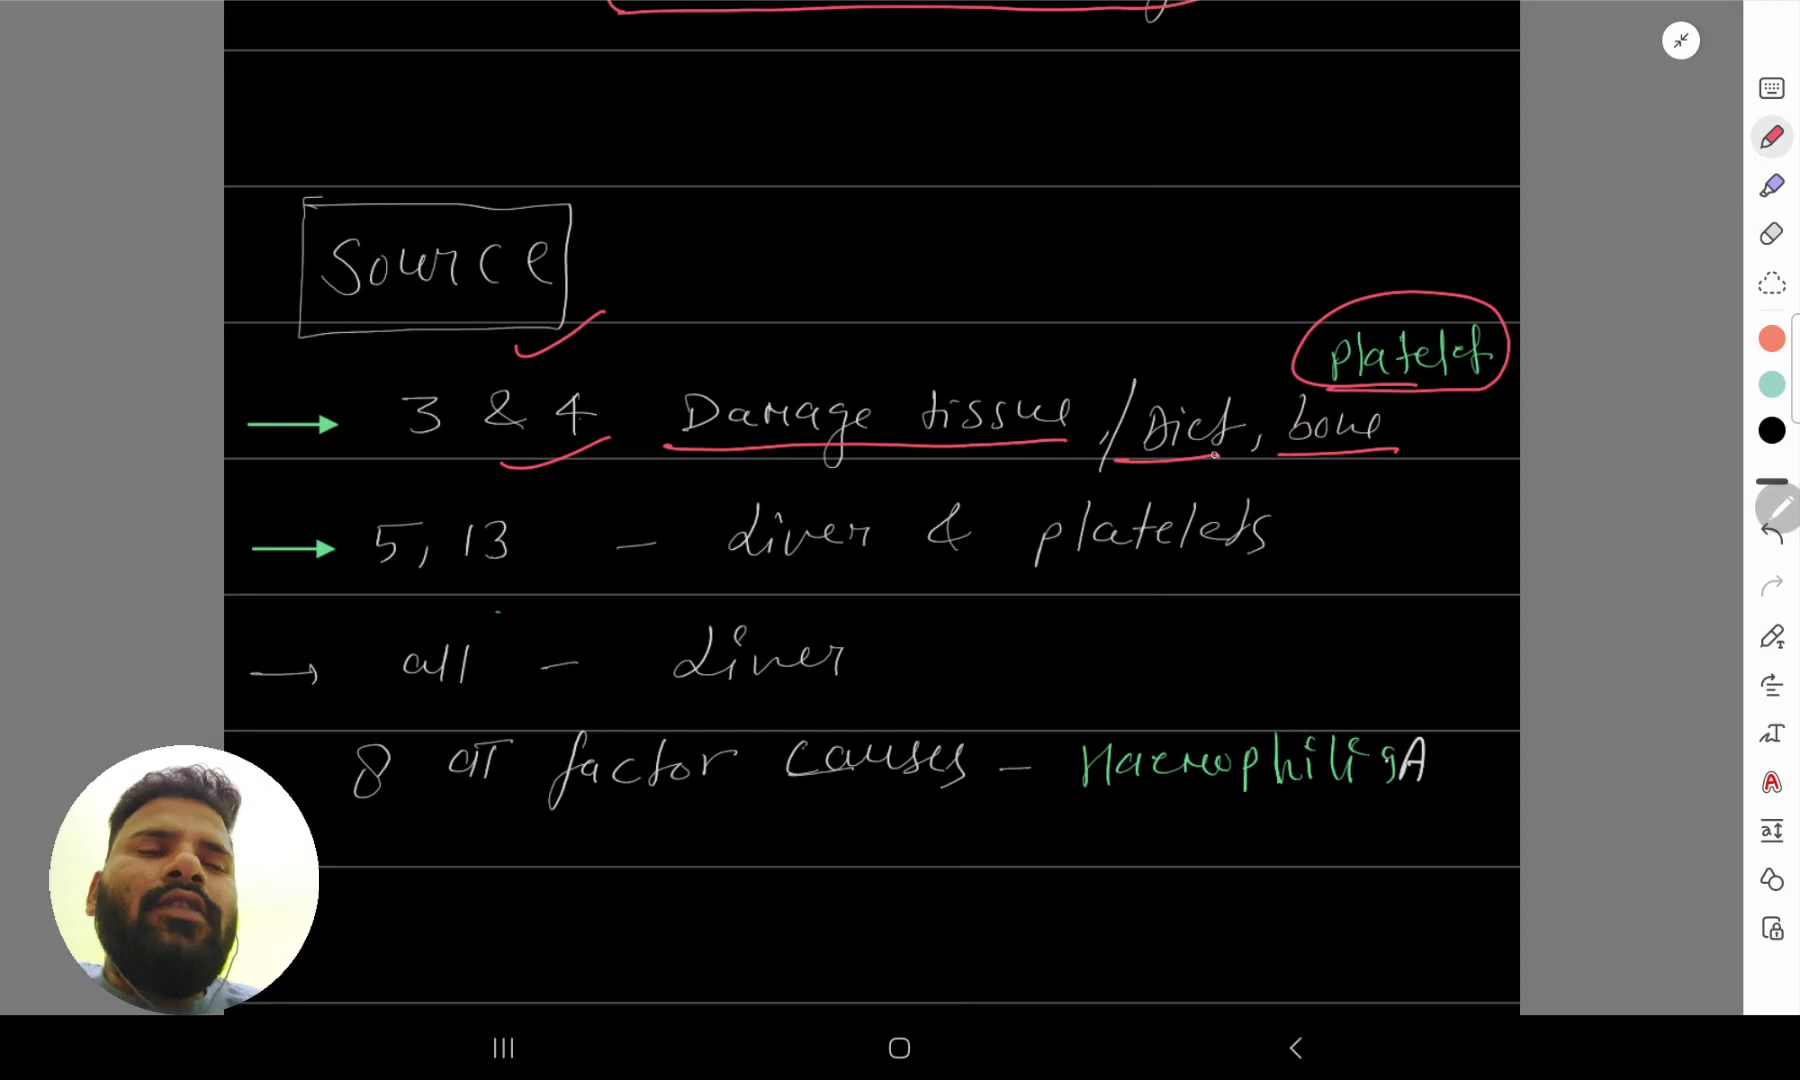 Source
platelet
→ 3 & 4 Damage tissue / Diet, bone
→ 5, 13 - Liver & platelets
→ all - Liver
8 वा factor causes - Haemophilia A